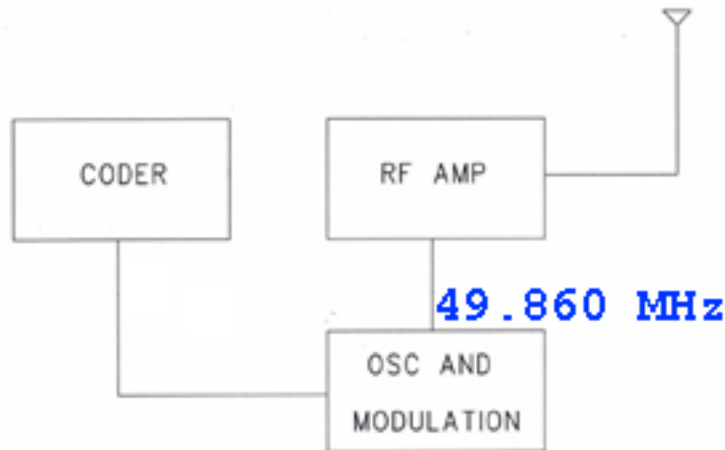 CODER
RF AMP
49.860 MHz
OSC AND
MODULATION